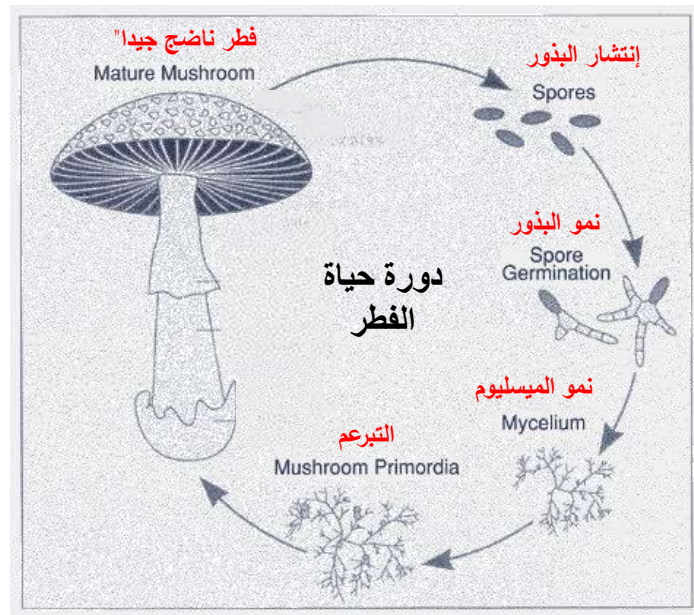 فطر ناضج جيدا"
Mature Mushroom
إنتشار البذور
Spores
نمو البذور
Spore
Germination
دورة حياة
الفطر
نمو الميسليوم
Mycelium
التبرعم
Mushroom Primordia